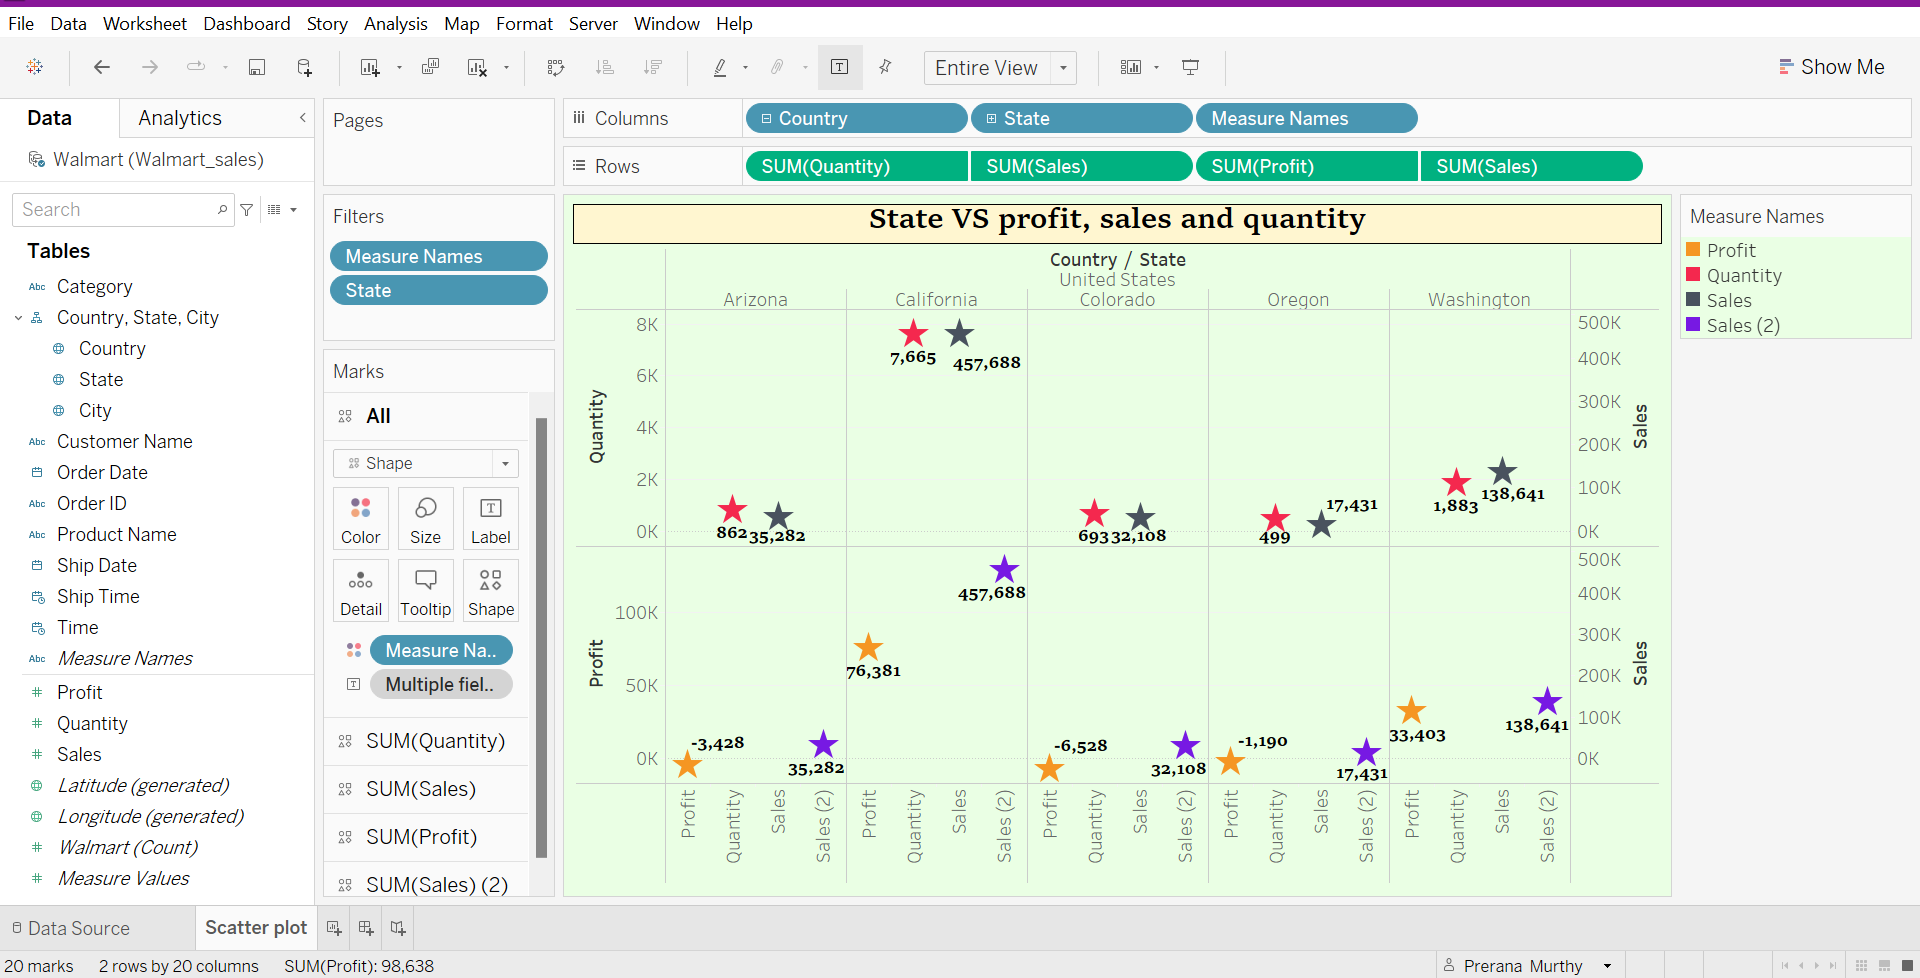 File Data Worksheet Dashboard Story Analysis Map Format Server Window Help
Entire View
Show Me
Data
Analytics
Walmart (Walmart_sales)
Search
Tables
Abc Category
Country, State, City
Country
State
City
Abc Customer Name
Order Date
Abc Order ID
Abc Product Name
Ship Date
Ship Time
Time
Abc Measure Names
Profit
Quantity
Sales
Latitude (generated)
Longitude (generated)
Walmart (Count)
Measure Values
Pages
Filters
Measure Names
State
Marks
All
Shape
Color Size Label
Detail Tooltip Shape
Measure Na..
Multiple fiel..
SUM(Quantity)
SUM(Sales)
SUM(Profit)
SUM(Sales) (2)
Columns Country State Measure Names
Rows SUM(Quantity) SUM(Sales) SUM(Profit) SUM(Sales)
State VS profit, sales and quantity
Country / State
United States
Arizona California Colorado Oregon Washington
Quantity
8K
6K
4K
2K
0K
7,665
457,688
862
35,282
693
32,108
499
17,431
1,883
138,641
500K
400K
300K
200K
100K
0K
Sales
Profit
100K
50K
0K
-3,428
35,282
76,381
457,688
-6,528
32,108
-1,190
17,431
33,403
138,641
500K
400K
300K
200K
100K
0K
Sales
Profit Quantity Sales Sales (2) Profit Quantity Sales Sales (2) Profit Quantity Sales Sales (2) Profit Quantity Sales Sales (2) Profit Quantity Sales Sales (2)
Measure Names
Profit
Quantity
Sales
Sales (2)
Data Source
Scatter plot
20 marks 2 rows by 20 columns SUM(Profit): 98,638
Prerana Murthy